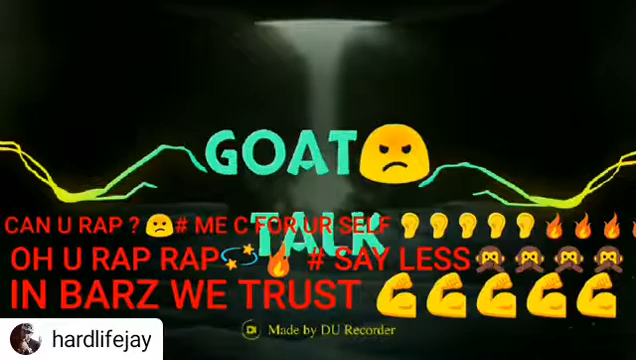 GOAT😠
CAN U RAP ? 😠# ME C FOR UR SELF 👂👂👂👂👂🔥🔥🔥🔥
TALK
OH U RAP RAP💫🔥 # SAY LESS🙊🙊🙊🙊
IN BARZ WE TRUST 💪💪💪💪💪
Made by DU Recorder
hardlifejay